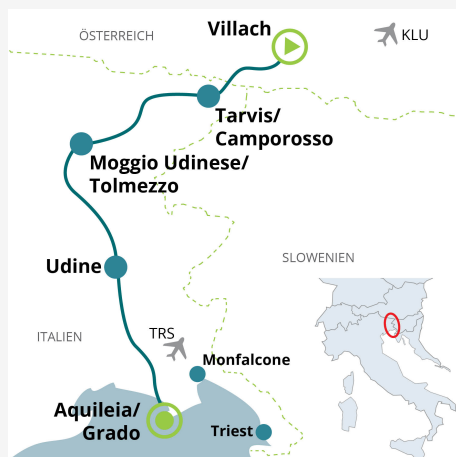 Villach
ÖSTERREICH
KLU
Tarvis/
Camporosso
Moggio Udinese/
Tolmezzo
SLOWENIEN
Udine
TRS
ITALIEN
Monfalcone
Aquileia/
Grado
Triest